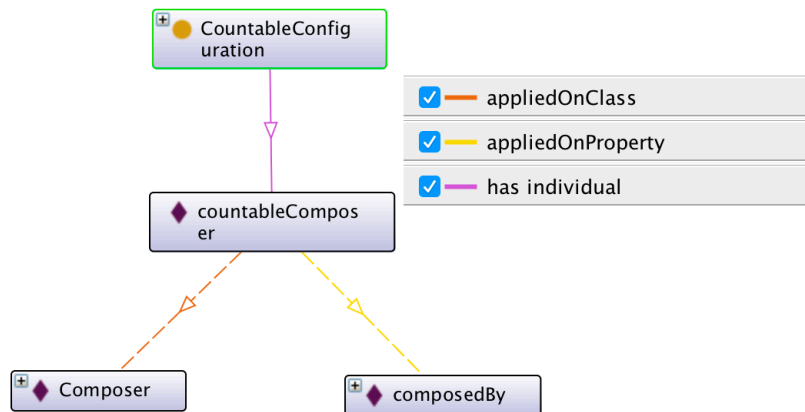 CountableConfig
uration
appliedOnClass
appliedOnProperty
has individual
countableCompos
er
Composer
composedBy